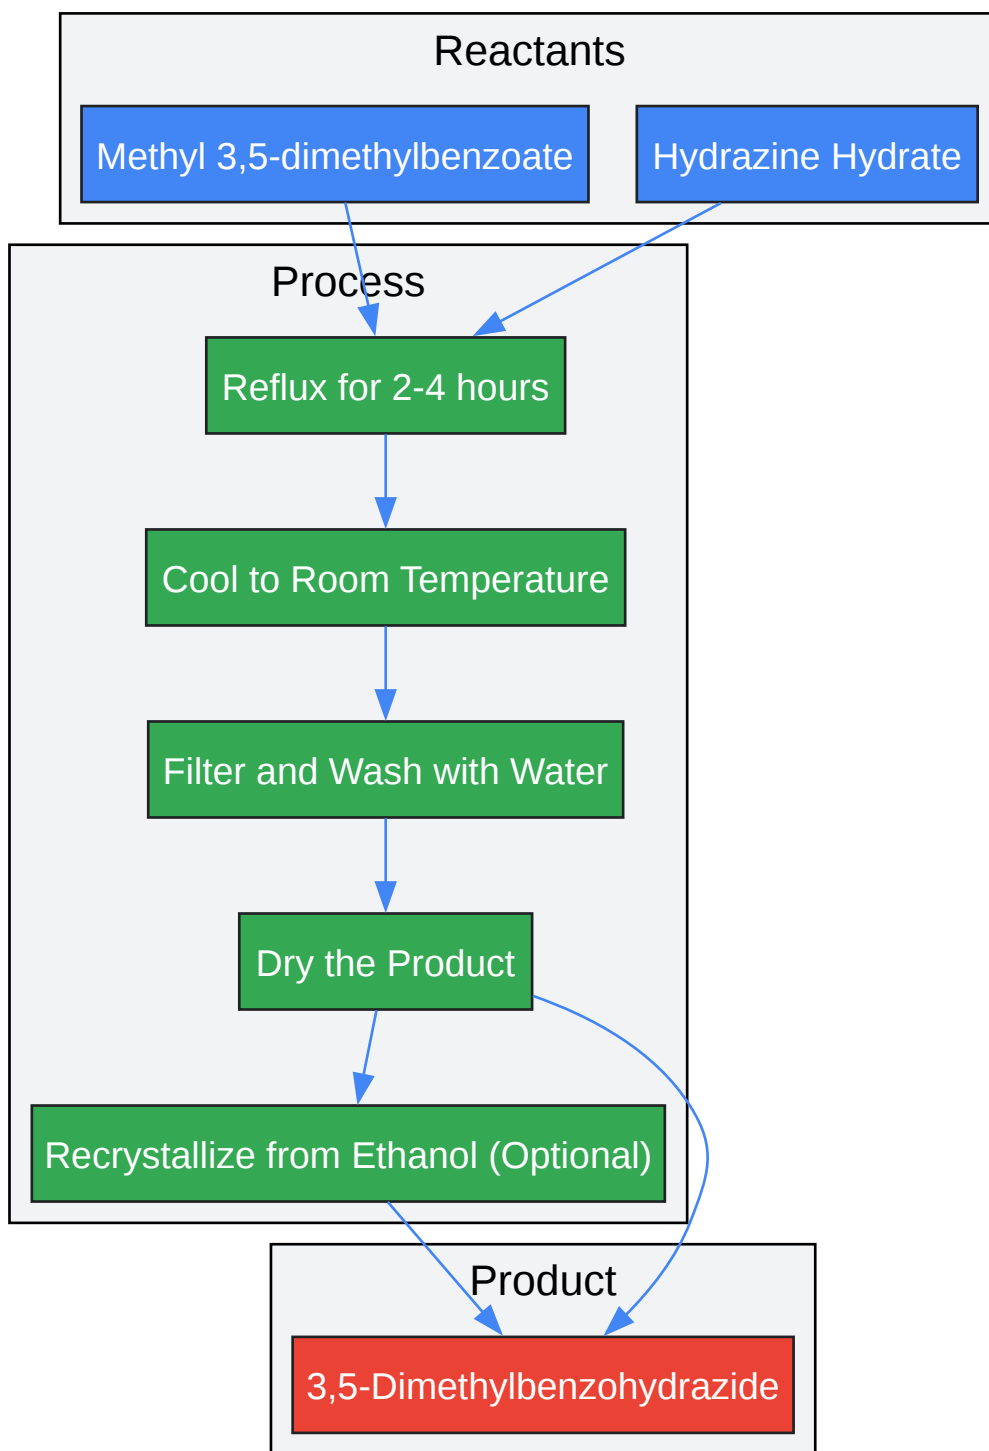 Reactants
Methyl 3,5-dimethylbenzoate
Hydrazine Hydrate
Process
Reflux for 2-4 hours
Cool to Room Temperature
Filter and Wash with Water
Dry the Product
Recrystallize from Ethanol (Optional)
Product
3,5-Dimethylbenzohydrazide